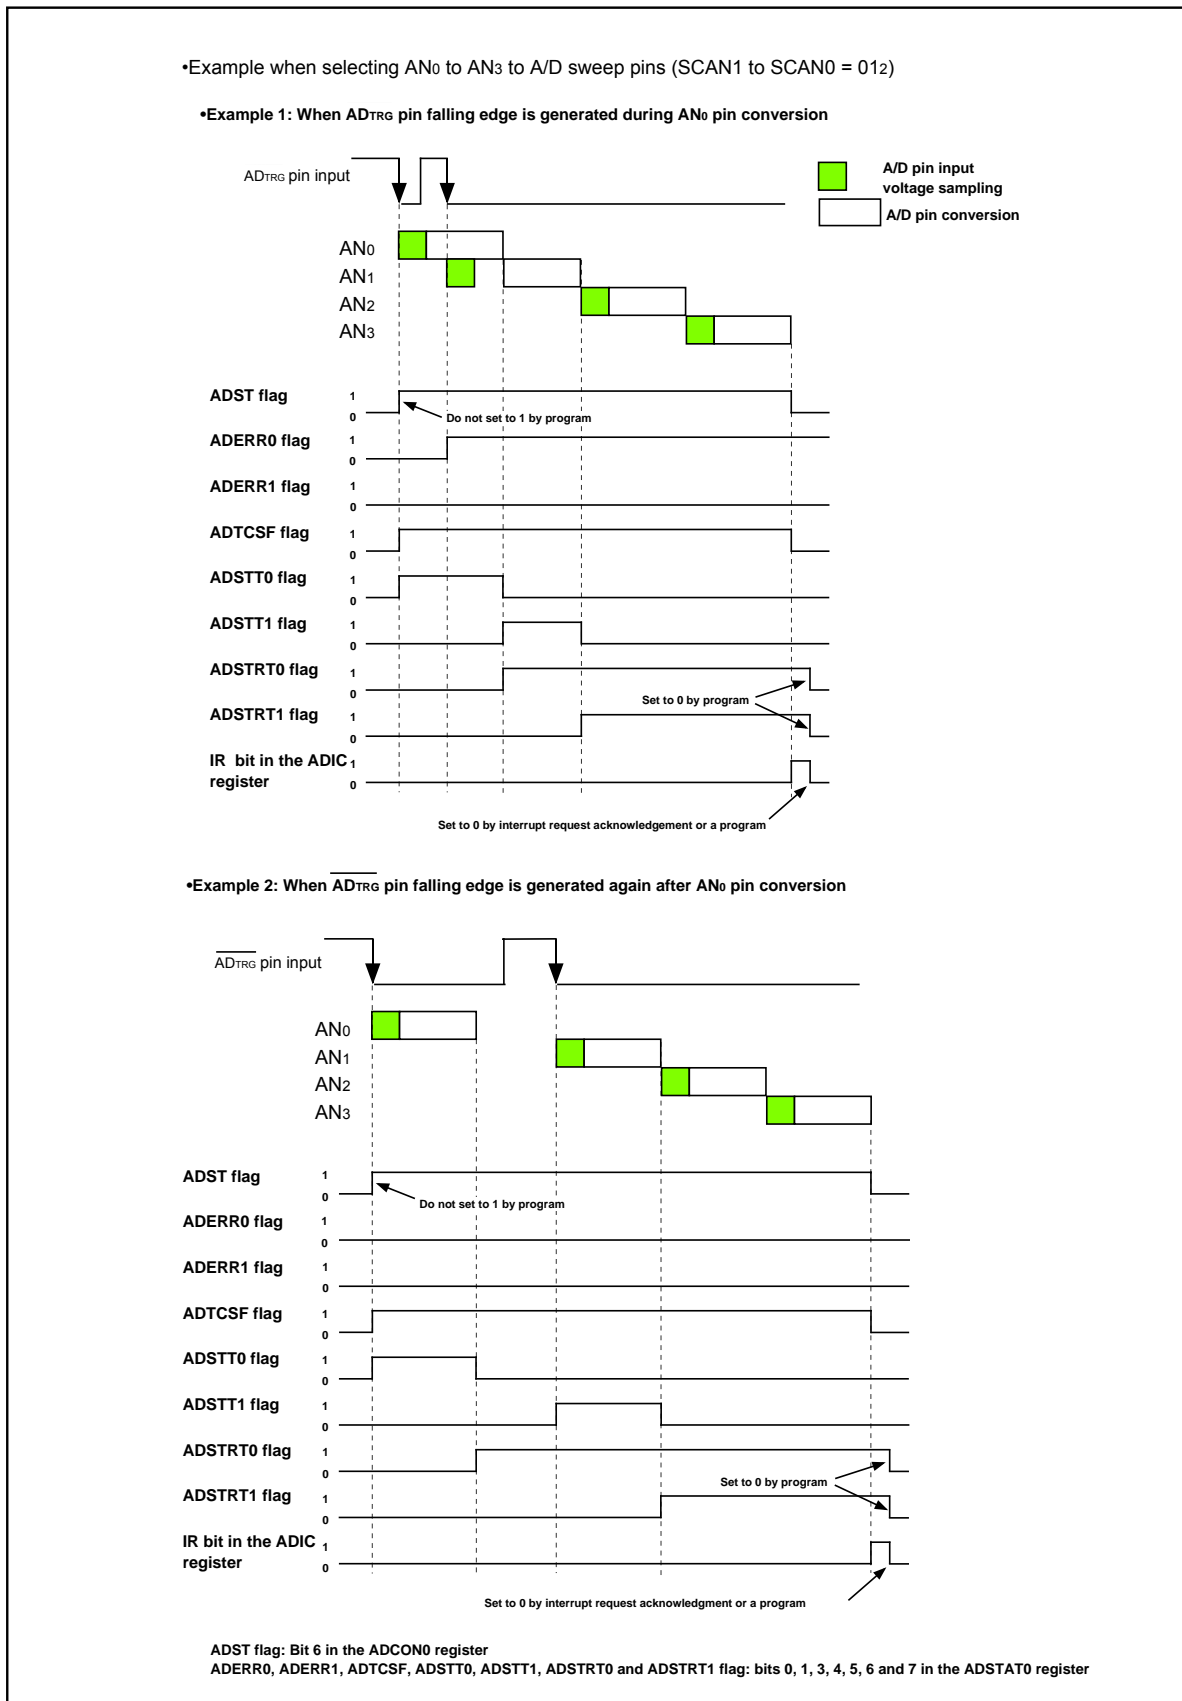 •Example when selecting AN0 to AN3 to A/D sweep pins (SCAN1 to SCAN0 = 012)
•Example 1: When ADTRG pin falling edge is generated during AN0 pin conversion
ADTRG pin input
A/D pin input
voltage sampling
A/D pin conversion
AN0
AN1
AN2
AN3
ADST flag
1
0
Do not set to 1 by program
ADERR0 flag
1
0
ADERR1 flag
1
0
ADTCSF flag
1
0
ADSTT0 flag
1
0
ADSTT1 flag
1
0
ADSTRT0 flag
1
0
Set to 0 by program
ADSTRT1 flag
1
0
IR bit in the ADIC
register
1
0
Set to 0 by interrupt request acknowledgement or a program
•Example 2: When ADTRG pin falling edge is generated again after AN0 pin conversion
ADTRG pin input
AN0
AN1
AN2
AN3
ADST flag
1
0
Do not set to 1 by program
ADERR0 flag
1
0
ADERR1 flag
1
0
ADTCSF flag
1
0
ADSTT0 flag
1
0
ADSTT1 flag
1
0
ADSTRT0 flag
1
0
Set to 0 by program
ADSTRT1 flag
1
0
IR bit in the ADIC
register
1
0
Set to 0 by interrupt request acknowledgment or a program
ADST flag: Bit 6 in the ADCON0 register
ADERR0, ADERR1, ADTCSF, ADSTT0, ADSTT1, ADSTRT0 and ADSTRT1 flag: bits 0, 1, 3, 4, 5, 6 and 7 in the ADSTAT0 register